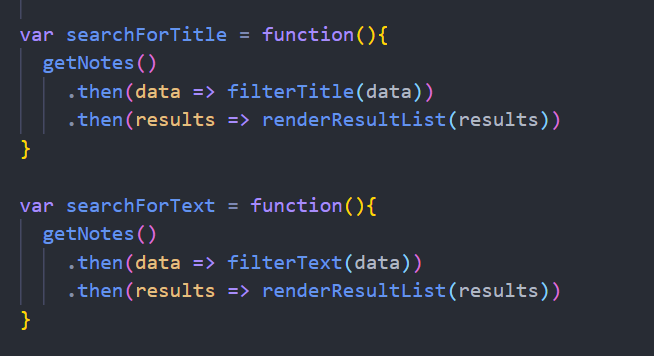 var searchForTitle = function(){
  getNotes()
    .then(data => filterTitle(data))
    .then(results => renderResultList(results))
}

var searchForText = function(){
  getNotes()
    .then(data => filterText(data))
    .then(results => renderResultList(results))
}